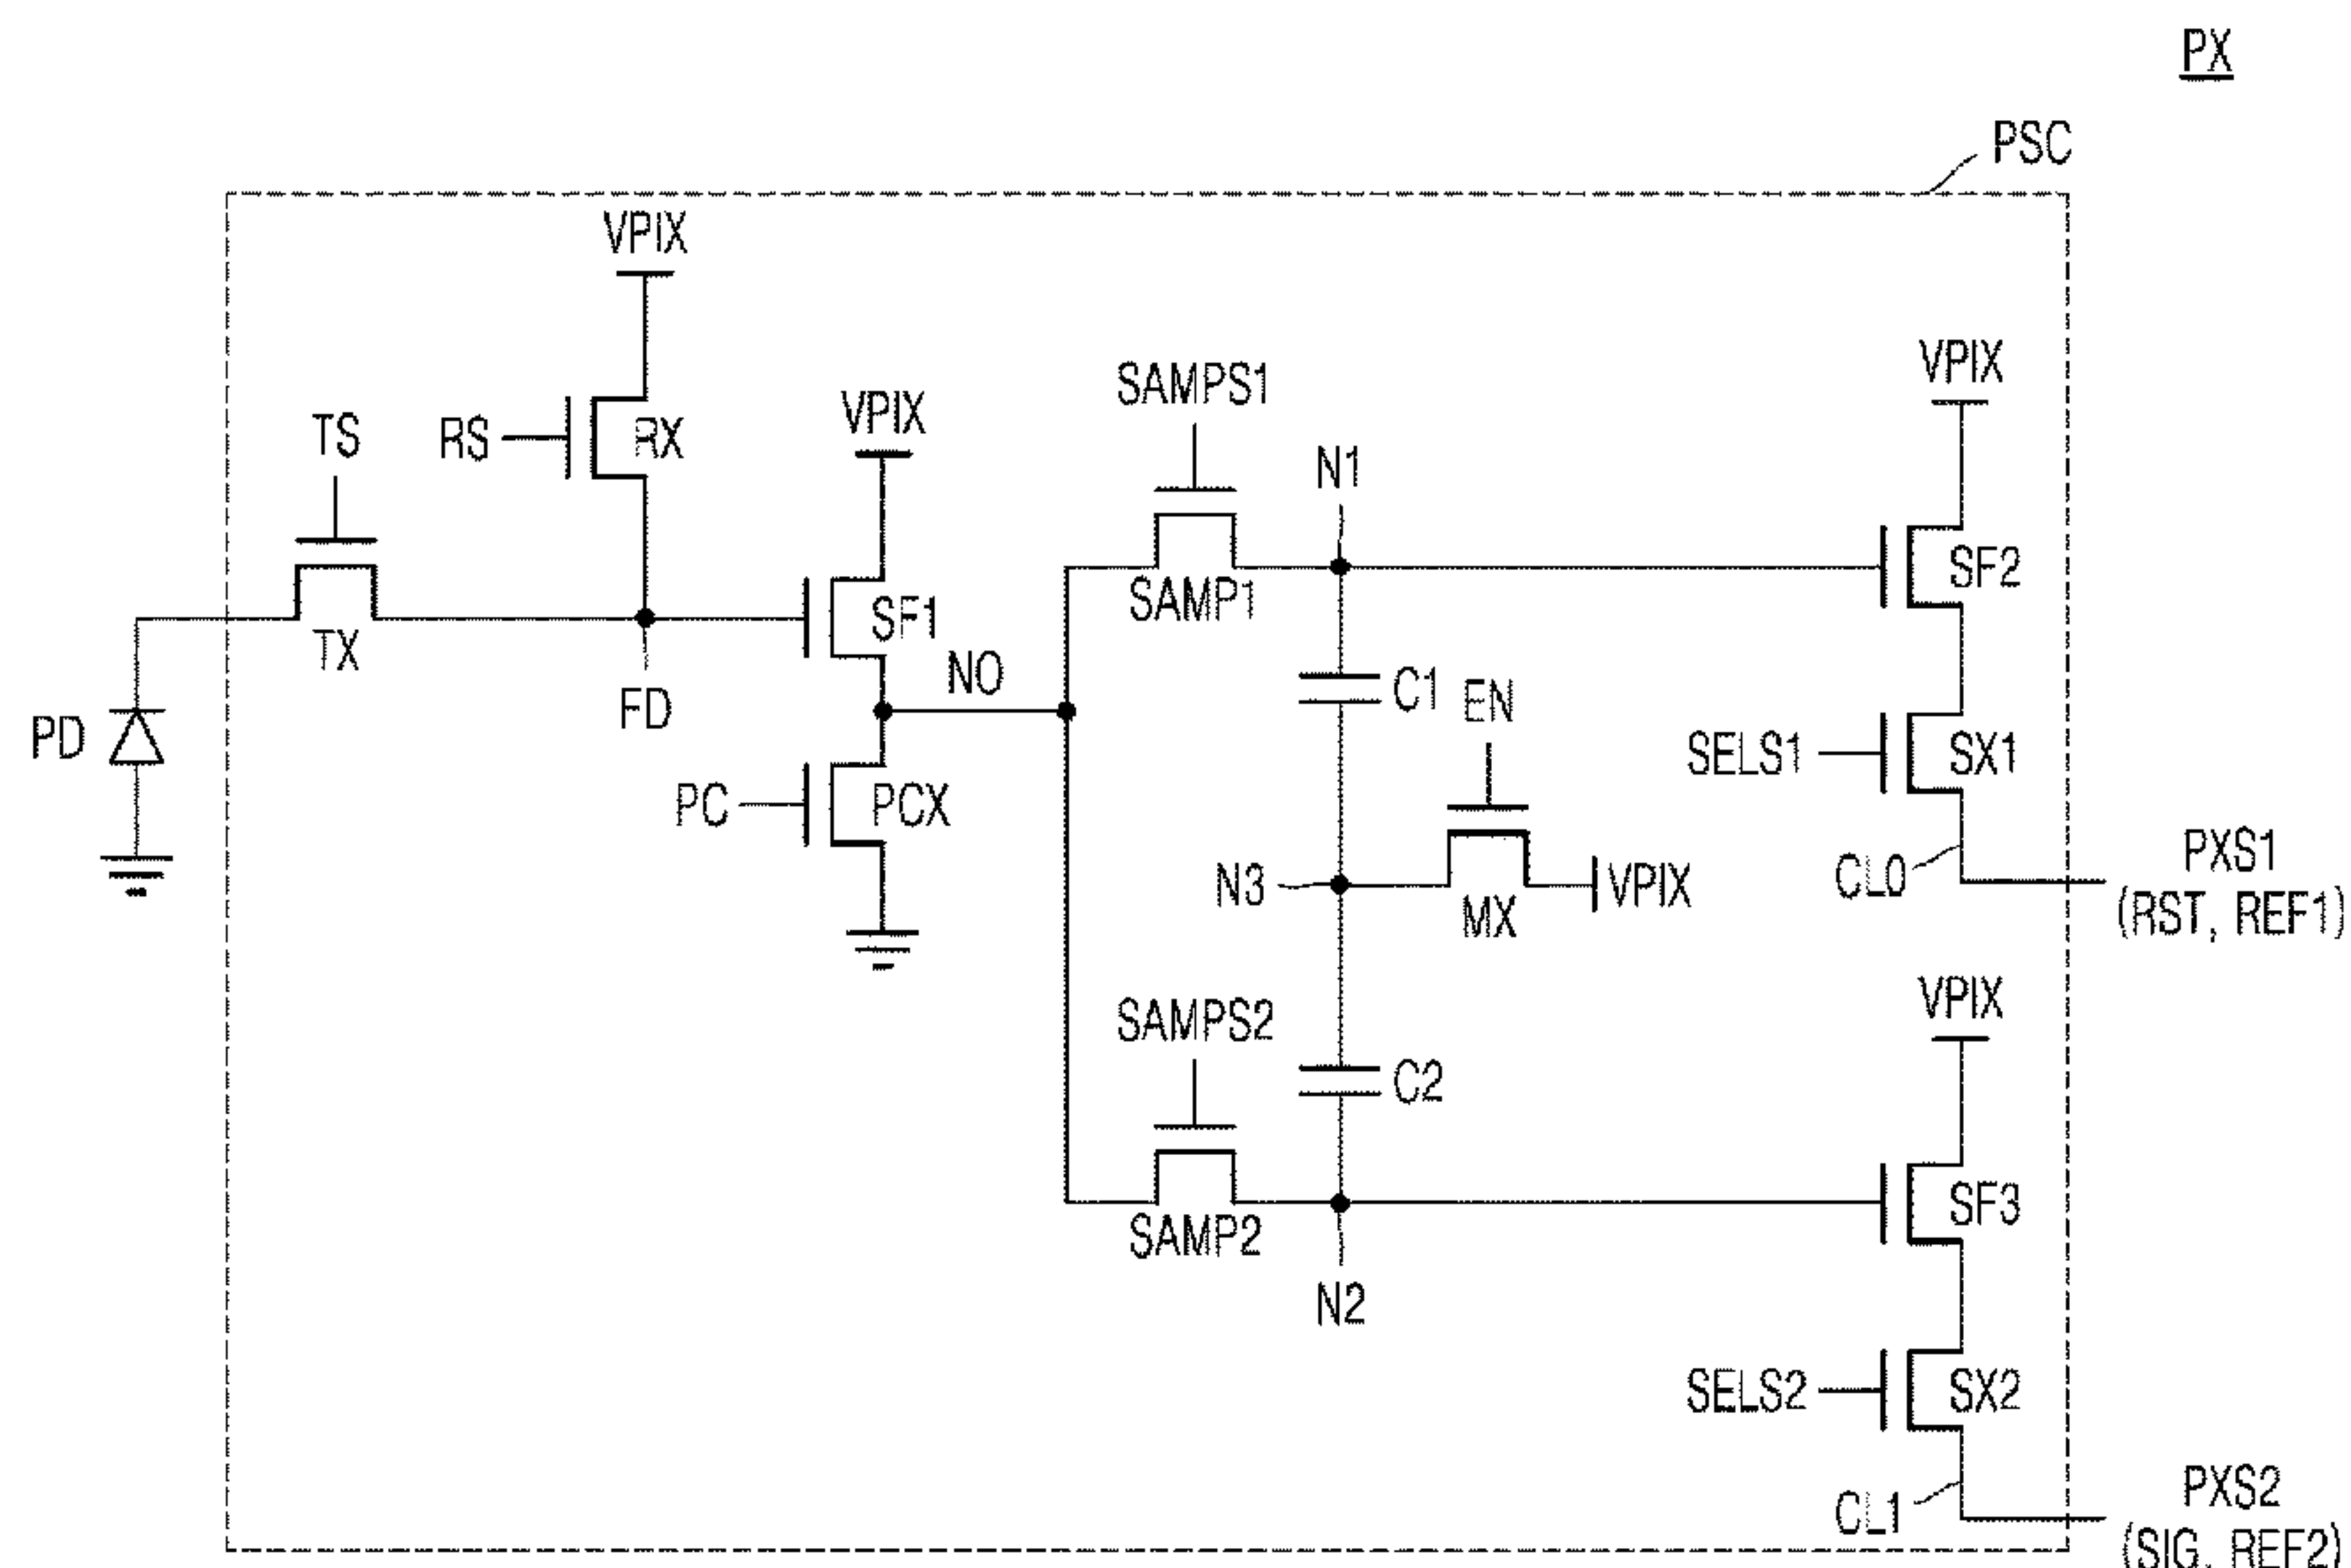 PX
PSC
VPIX
VPIX
SAMPS1
VPIX
TS
RS
RX
N1
SF1
SAMP1
SF2
TX
NO
FD
C1
EN
PD
SELS1
SX1
PC
PCX
PXS1
CL0
N3
VPIX
MX
(RST, REF1)
SAMPS2
VPIX
C2
SF3
SAMP2
N2
SELS2
SX2
PXS2
CL1
(SIG, REF2)